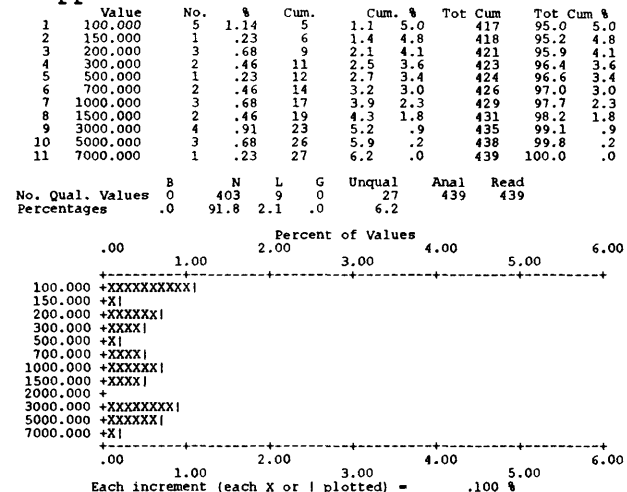 Value No. % Cum. Cum. % Tot Cum Tot Cum %
1 100.000 5 1.14 5 1.1 5.0 417 95.0 5.0
2 150.000 1 .23 6 1.4 4.8 418 95.2 4.8
3 200.000 3 .68 9 2.1 4.1 421 95.9 4.1
4 300.000 2 .46 11 2.5 3.6 423 96.4 3.6
5 500.000 1 .23 12 2.7 3.4 424 96.6 3.4
6 700.000 2 .46 14 3.2 3.0 426 97.0 3.0
7 1000.000 3 .68 17 3.9 2.3 429 97.7 2.3
8 1500.000 2 .46 19 4.3 1.8 431 98.2 1.8
9 3000.000 4 .91 23 5.2 .9 435 99.1 .9
10 5000.000 3 .68 26 5.9 .2 438 99.8 .2
11 7000.000 1 .23 27 6.2 .0 439 100.0 .0
B N L G Unqual Anal Read
No. Qual. Values 0 403 9 0 27 439 439
Percentages .0 91.8 2.1 .0 6.2
Percent of Values
.00 2.00 4.00 6.00
1.00 3.00 5.00
+---------+---------+---------+---------+---------+---------+
100.000 +XXXXXXXXXX|
150.000 +X|
200.000 +XXXXXX|
300.000 +XXXX|
500.000 +X|
700.000 +XXXX|
1000.000 +XXXXXX|
1500.000 +XXXX|
2000.000 +
3000.000 +XXXXXXXX|
5000.000 +XXXXXX|
7000.000 +X|
+---------+---------+---------+---------+---------+---------+
.00 2.00 4.00 6.00
1.00 3.00 5.00
Each increment (each X or | plotted) = .100 %